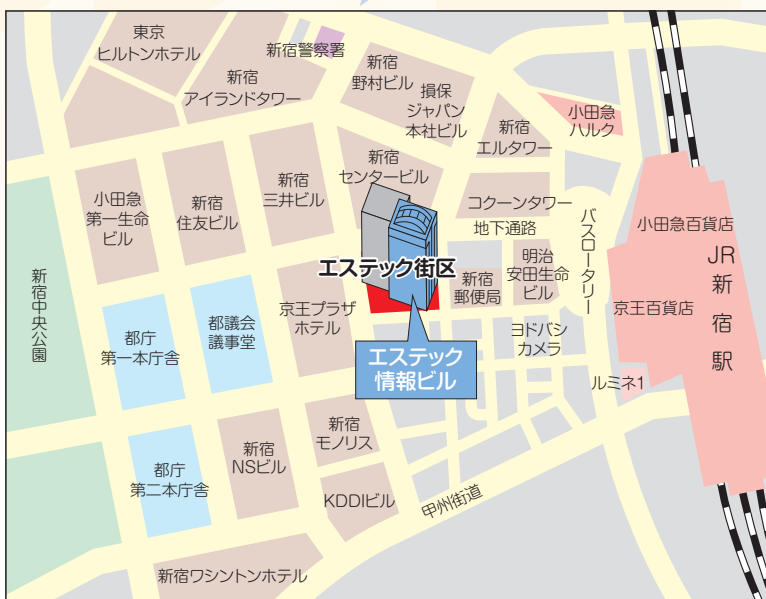 東京
ヒルトンホテル
新宿警察署
新宿
アイランドタワー
新宿
野村ビル
損保
ジャパン
本社ビル
新宿
エルタワー
小田急
ハルク
小田急
第一生命
ビル
新宿
住友ビル
新宿
三井ビル
新宿
センタービル
コクーンタワー
地下通路
バスロータリー
小田急百貨店
JR新宿駅
エステック街区
新宿
郵便局
明治
安田生命
ビル
京王百貨店
新宿中央公園
都庁
第一本庁舎
都議会
議事堂
京王プラザ
ホテル
エステック
情報ビル
ヨドバシ
カメラ
ルミネ1
都庁
第二本庁舎
新宿
NSビル
新宿
モノリス
KDDIビル
甲州街道
新宿ワシントンホテル